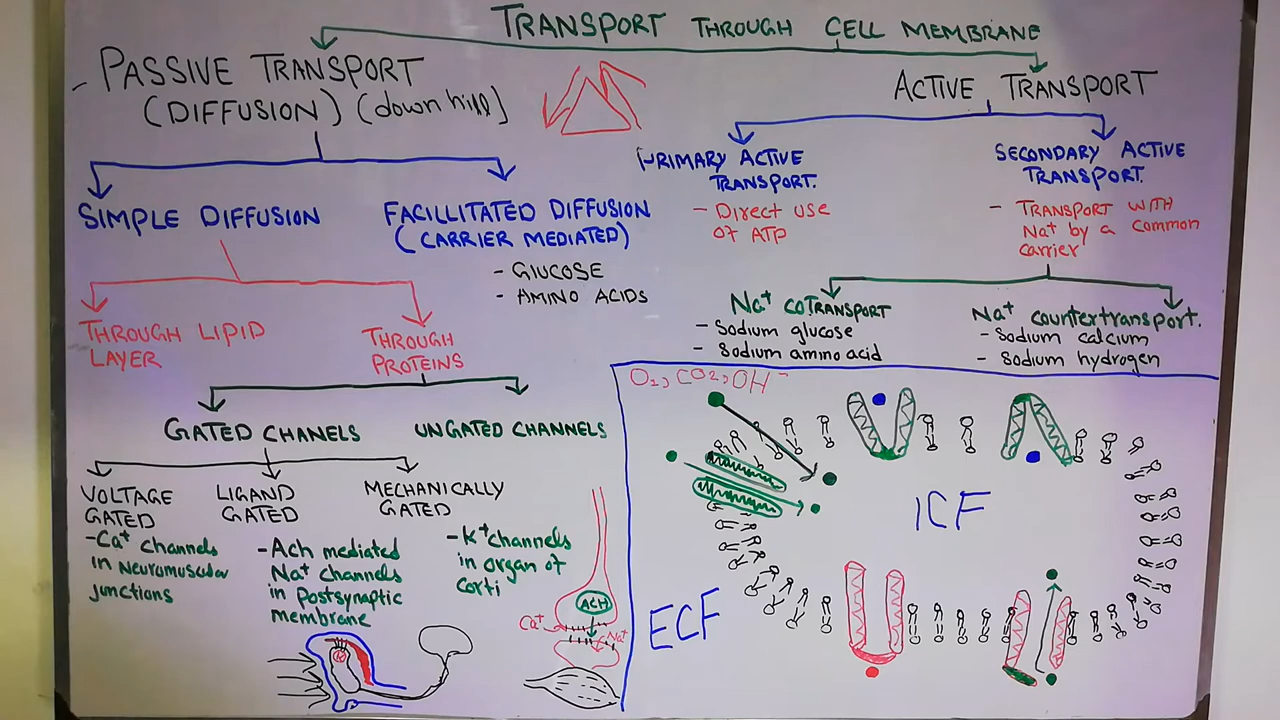 TRANSPORT THROUGH CELL MEMBRANE
- PASSIVE TRANSPORT
(DIFFUSION) (down hill)
ACTIVE TRANSPORT
SIMPLE DIFFUSION
FACILLITATED DIFFUSION
(CARRIER MEDIATED)
- GLUCOSE
- AMINO ACIDS
THROUGH LIPID
LAYER
THROUGH
PROTEINS
GATED CHANELS
UNGATED CHANNELS
VOLTAGE
GATED
- Ca+ channels
in Neuromuscular
junctions
LIGAND
GATED
- Ach mediated
Na+ channels
in Postsynaptic
membrane
MECHANICALLY
GATED
- K+ channels
in organ of
corti
ACH
Ca+
Na+
PRIMARY ACTIVE
TRANSPORT.
- Direct use
of ATP
SECONDARY ACTIVE
TRANSPORT.
- TRANSPORT WITH
Na+ by a common
carrier
Na+ COTRANSPORT
- Sodium glucose
- Sodium amino acid
Na+ countertransport.
- Sodium calcium
- Sodium hydrogen
O2, CO2, OH-
ICF
ECF